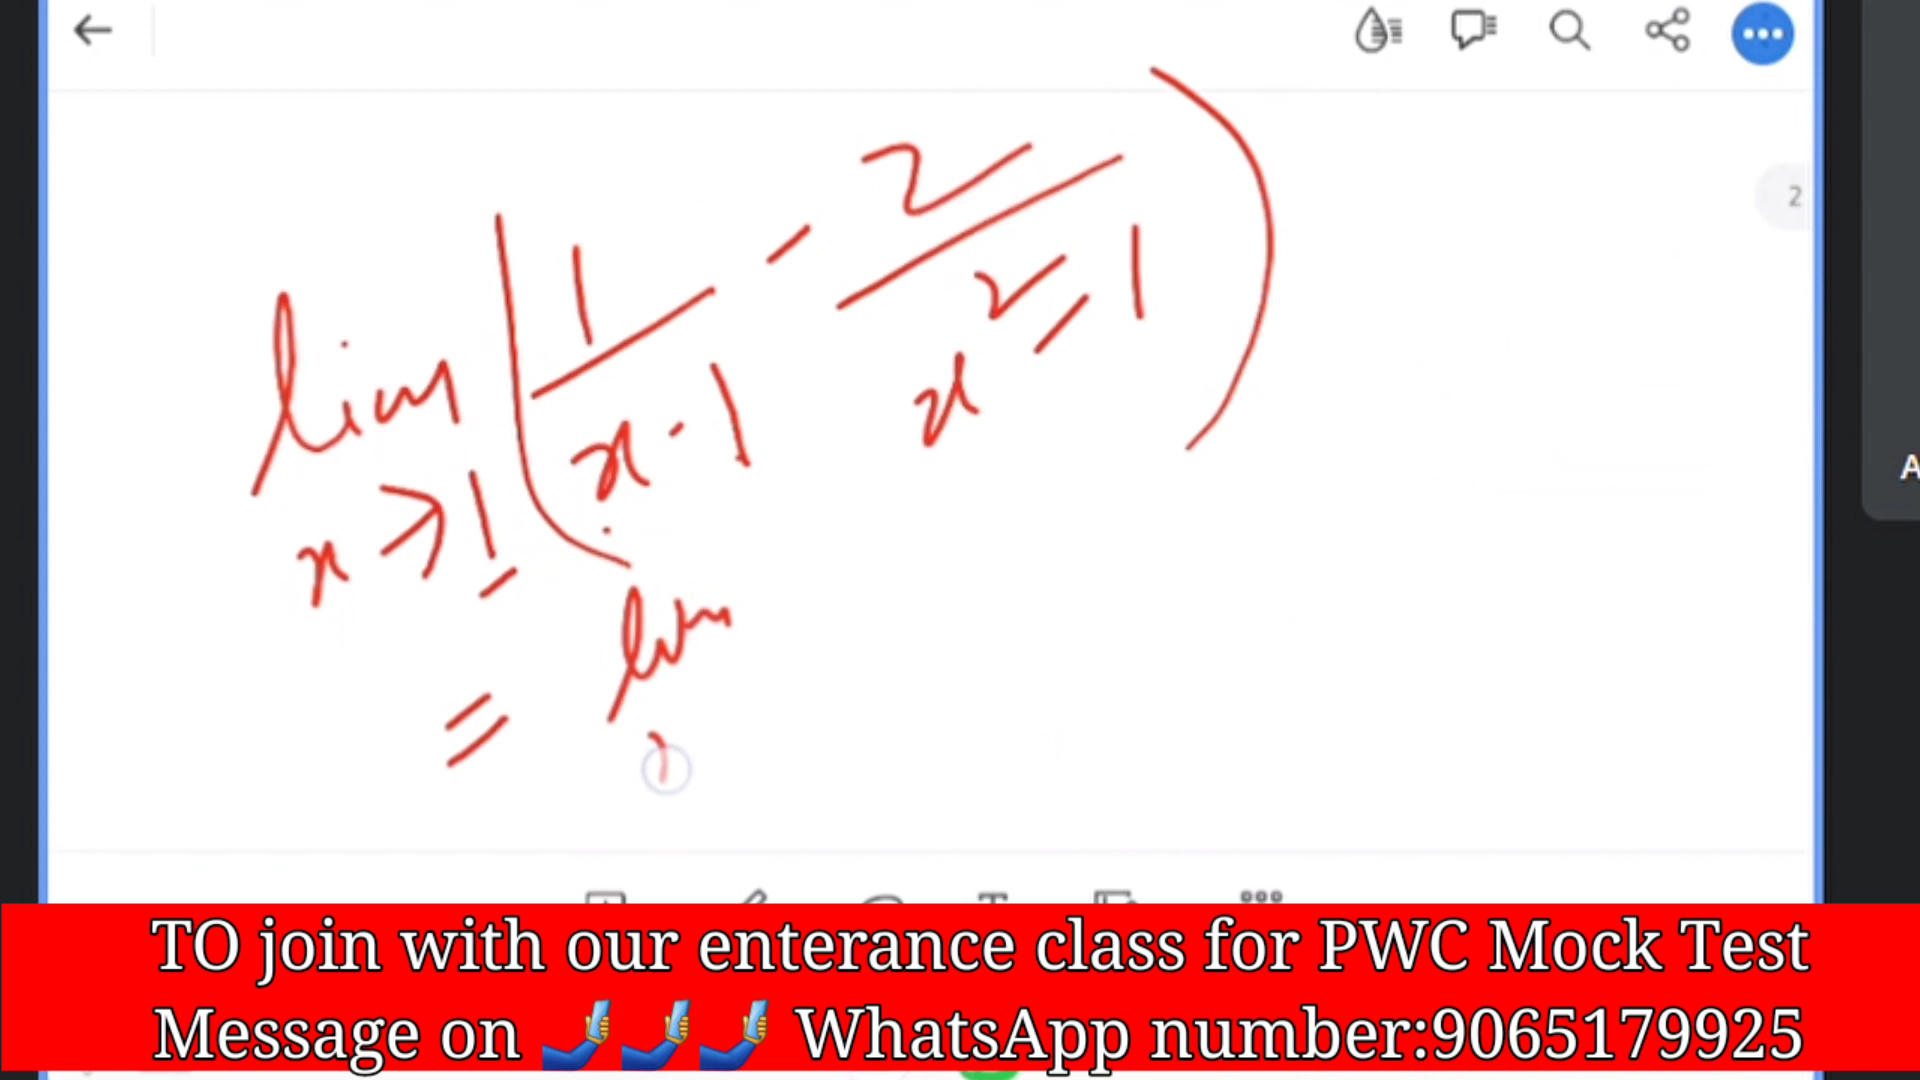 2
lim ( 1/x-1 - 2/x²-1 )
x→1
= lim
A
TO join with our enterance class for PWC Mock Test
Message on 🤳🤳🤳 WhatsApp number:9065179925